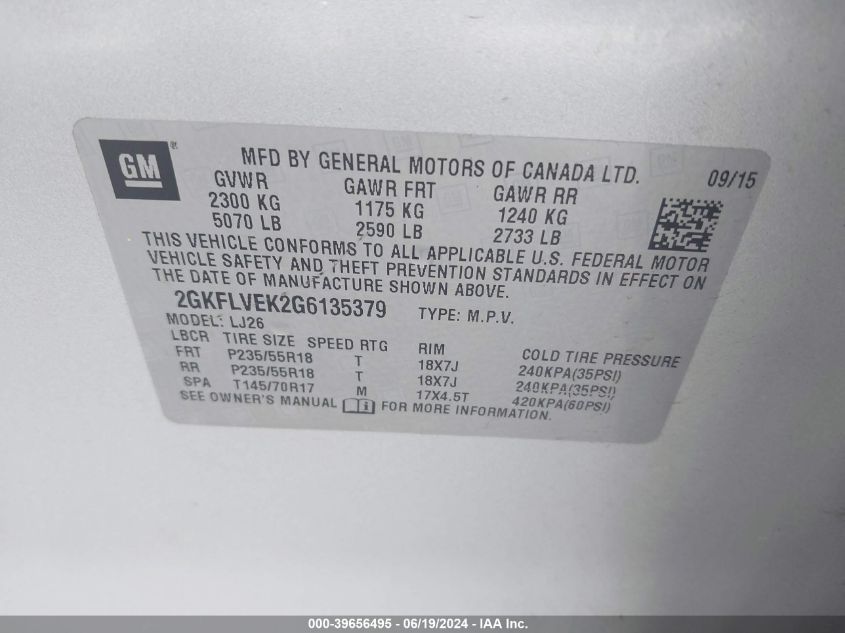 GM ®
MFD BY GENERAL MOTORS OF CANADA LTD. 09/15
GVWR GAWR FRT GAWR RR
2300 KG 1175 KG 1240 KG
5070 LB 2590 LB 2733 LB
THIS VEHICLE CONFORMS TO ALL APPLICABLE U.S. FEDERAL MOTOR
VEHICLE SAFETY AND THEFT PREVENTION STANDARDS IN EFFECT ON
THE DATE OF MANUFACTURE SHOWN ABOVE.
2GKFLVEK2G6135379 TYPE: M.P.V.
MODEL: LJ26
LBCR TIRE SIZE SPEED RTG RIM COLD TIRE PRESSURE
FRT P235/55R18 T 18X7J 240KPA(35PSI)
RR P235/55R18 T 18X7J 240KPA(35PSI)
SPA T145/70R17 M 17X4.5T 420KPA(60PSI)
SEE OWNER'S MANUAL i FOR MORE INFORMATION.
000-39656495 - 06/19/2024 - IAA Inc.